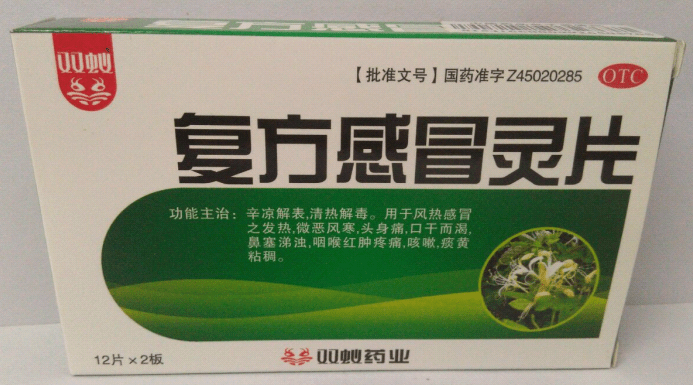 双蚁
【批准文号】国药准字Z45020285
OTC
复方感冒灵片
功能主治:辛凉解表,清热解毒。用于风热感冒
之发热,微恶风寒,头身痛,口干而渴,
鼻塞涕浊,咽喉红肿疼痛,咳嗽,痰黄
粘稠。
12片×2板
双蚁药业